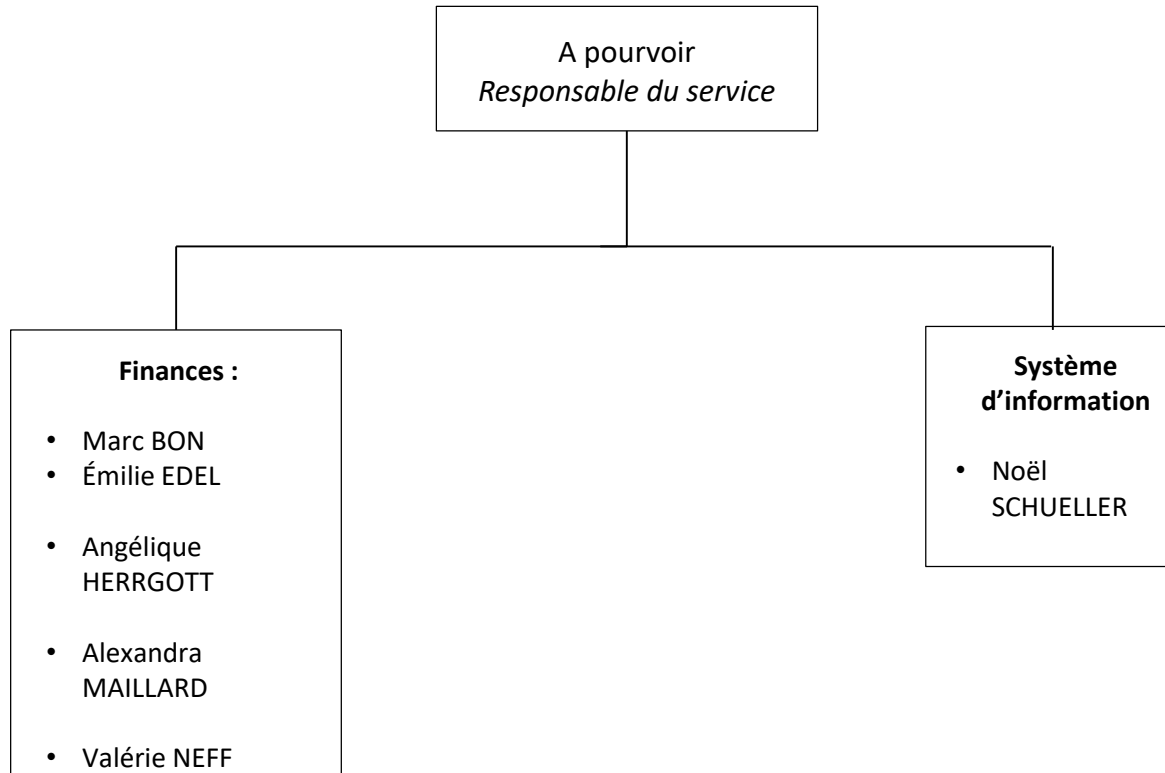 A pourvoir
Responsable du service
Finances :
• Marc BON
• Émilie EDEL
• Angélique
HERRGOTT
• Alexandra
MAILLARD
• Valérie NEFF
Système
d’information
• Noël
SCHUELLER